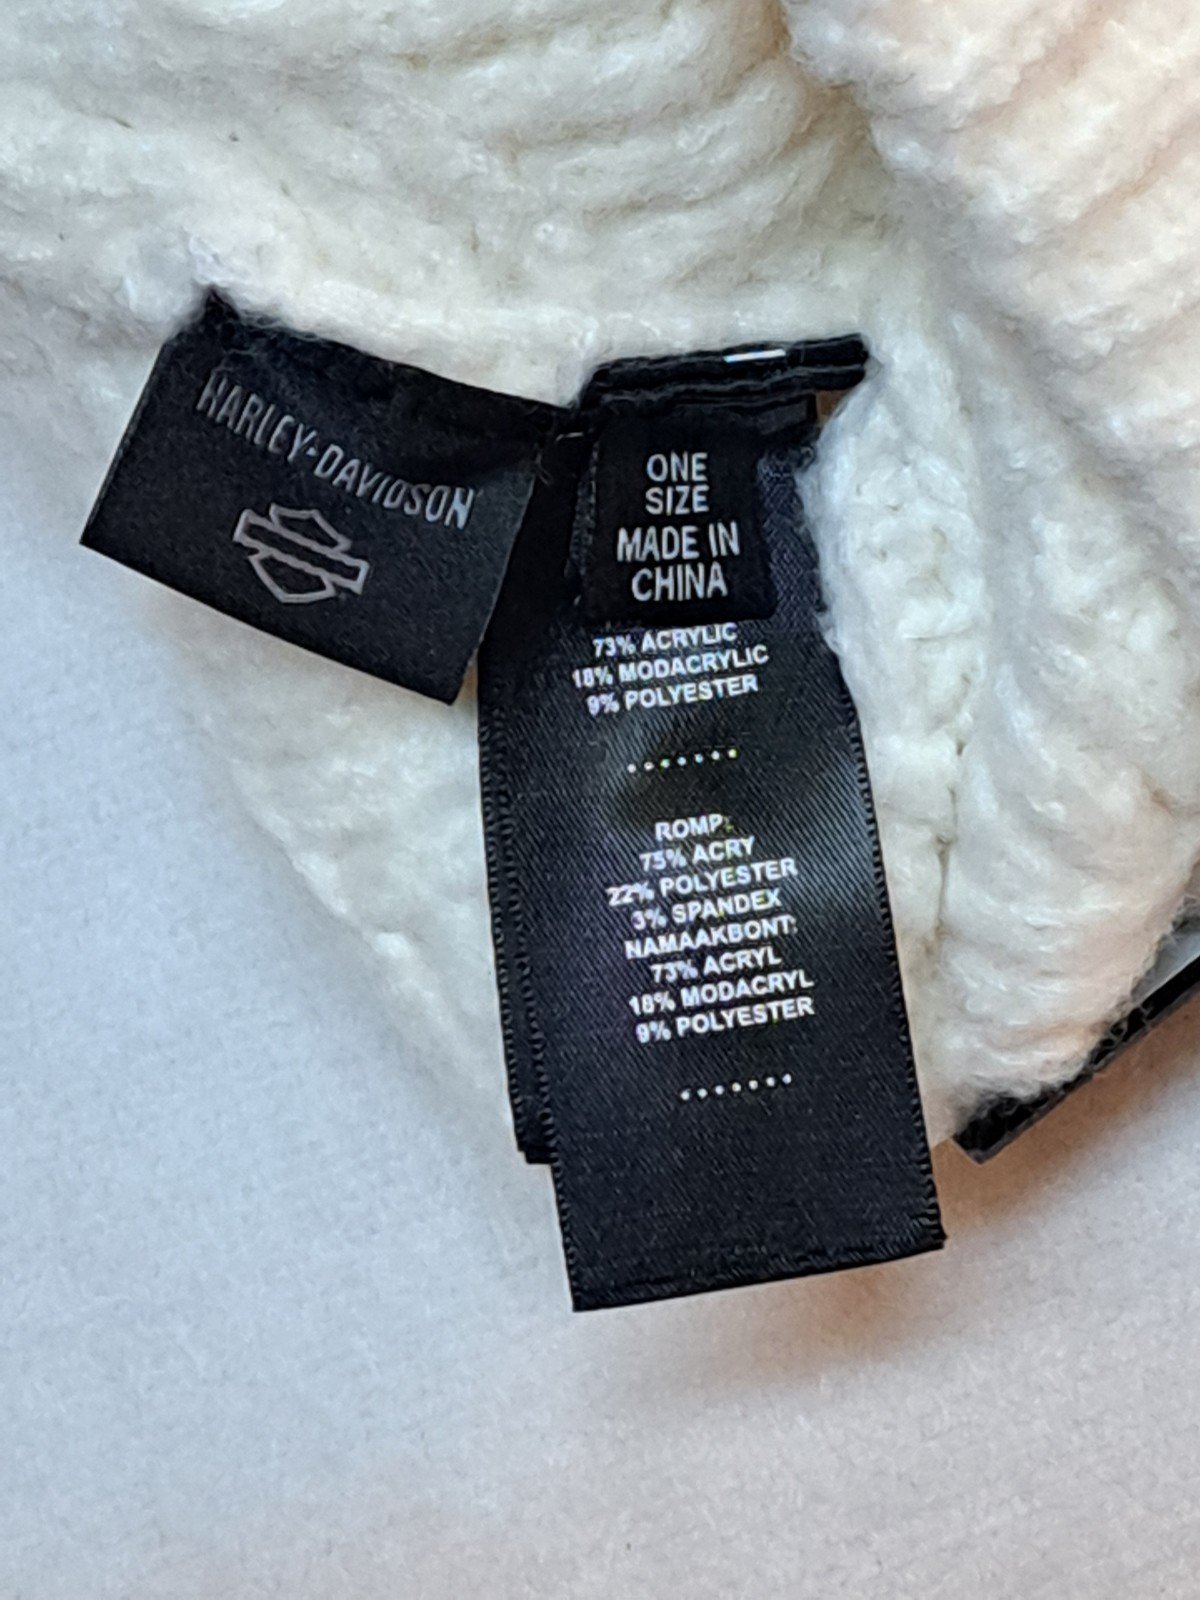 HARLEY-DAVIDSON
ONE
SIZE
MADE IN
CHINA
73% ACRYLIC
18% MODACRYLIC
9% POLYESTER
.......
ROMP:
75% ACRY
22% POLYESTER
3% SPANDEX
NAMAAKBONT:
73% ACRYL
18% MODACRYL
9% POLYESTER
.......